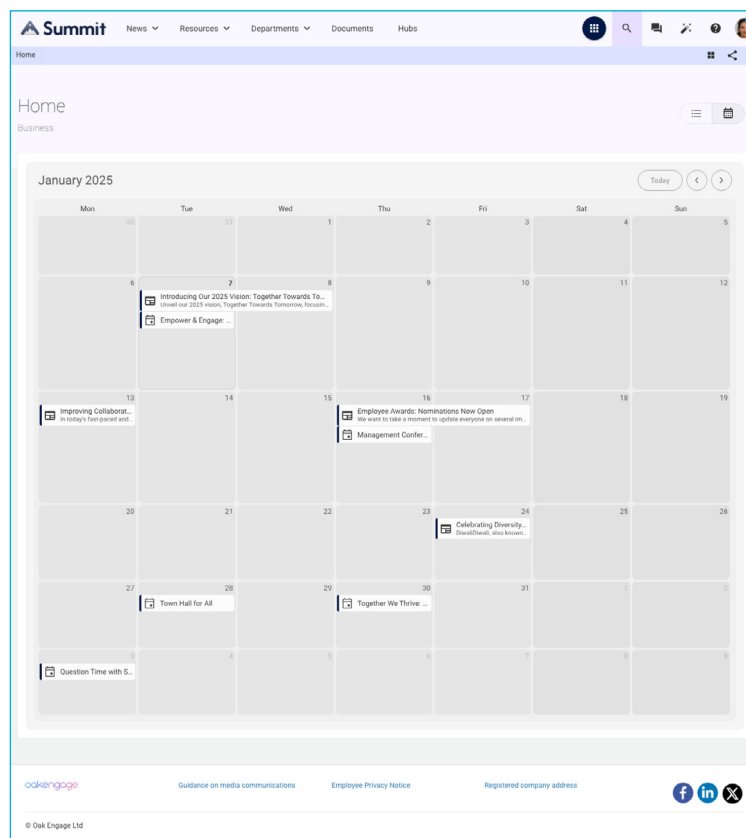 Summit
News
Resources
Departments
Documents
Hubs
Home
Home
Business
January 2025
Today
Mon Tue Wed Thu Fri Sat Sun
30 31 1 2 3 4 5
6 7 8 9 10 11 12
Introducing Our 2025 Vision: Together Towards To...
Unveil our 2025 vision, Together Towards Tomorrow, focusin...
Empower & Engage: ...
13 14 15 16 17 18 19
Improving Collaborat...
In today's fast-paced and...
Employee Awards: Nominations Now Open
We want to take a moment to update everyone on several im...
Management Confer...
20 21 22 23 24 25 26
Celebrating Diversity...
DiwaliDiwali, also known...
27 28 29 30 31 1 2
Town Hall for All
Together We Thrive: ...
3 4 5 6 7 8 9
Question Time with S...
oakengage
Guidance on media communications
Employee Privacy Notice
Registered company address
© Oak Engage Ltd